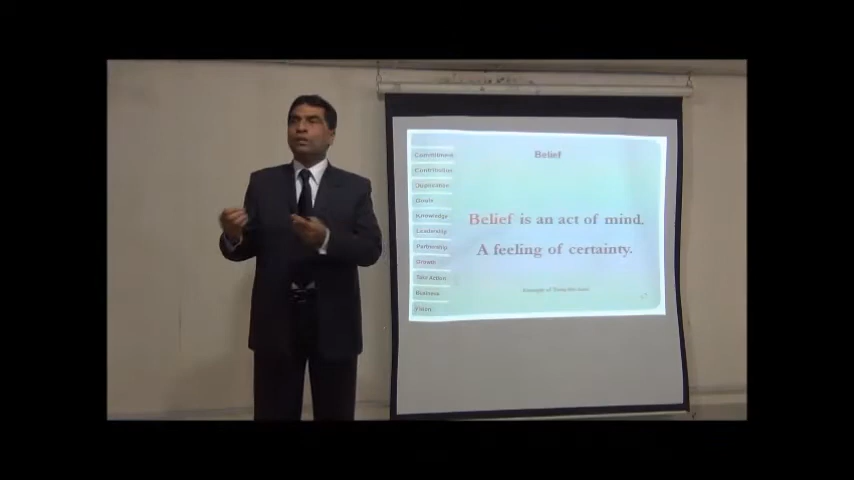 Belief
Commitment
Contribution
Goals
Knowledge
Leadership
Partnership
Growth
Take Action
Business
Vision
Belief is an act of mind.
A feeling of certainty.